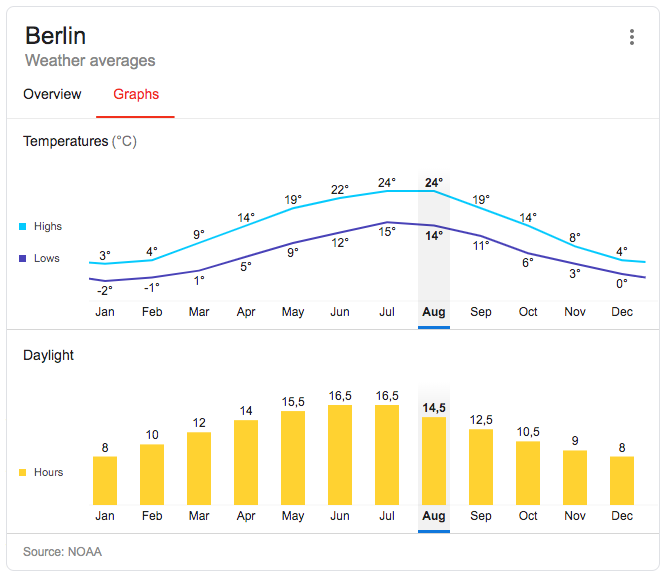 Berlin
Weather averages
Overview Graphs
Temperatures (°C)
Highs
Lows
3° 4° 9° 14° 19° 22° 24° 24° 19° 14° 8° 4°
-2° -1° 1° 5° 9° 12° 15° 14° 11° 6° 3° 0°
Jan Feb Mar Apr May Jun Jul Aug Sep Oct Nov Dec
Daylight
8 10 12 14 15,5 16,5 16,5 14,5 12,5 10,5 9 8
Hours
Jan Feb Mar Apr May Jun Jul Aug Sep Oct Nov Dec
Source: NOAA